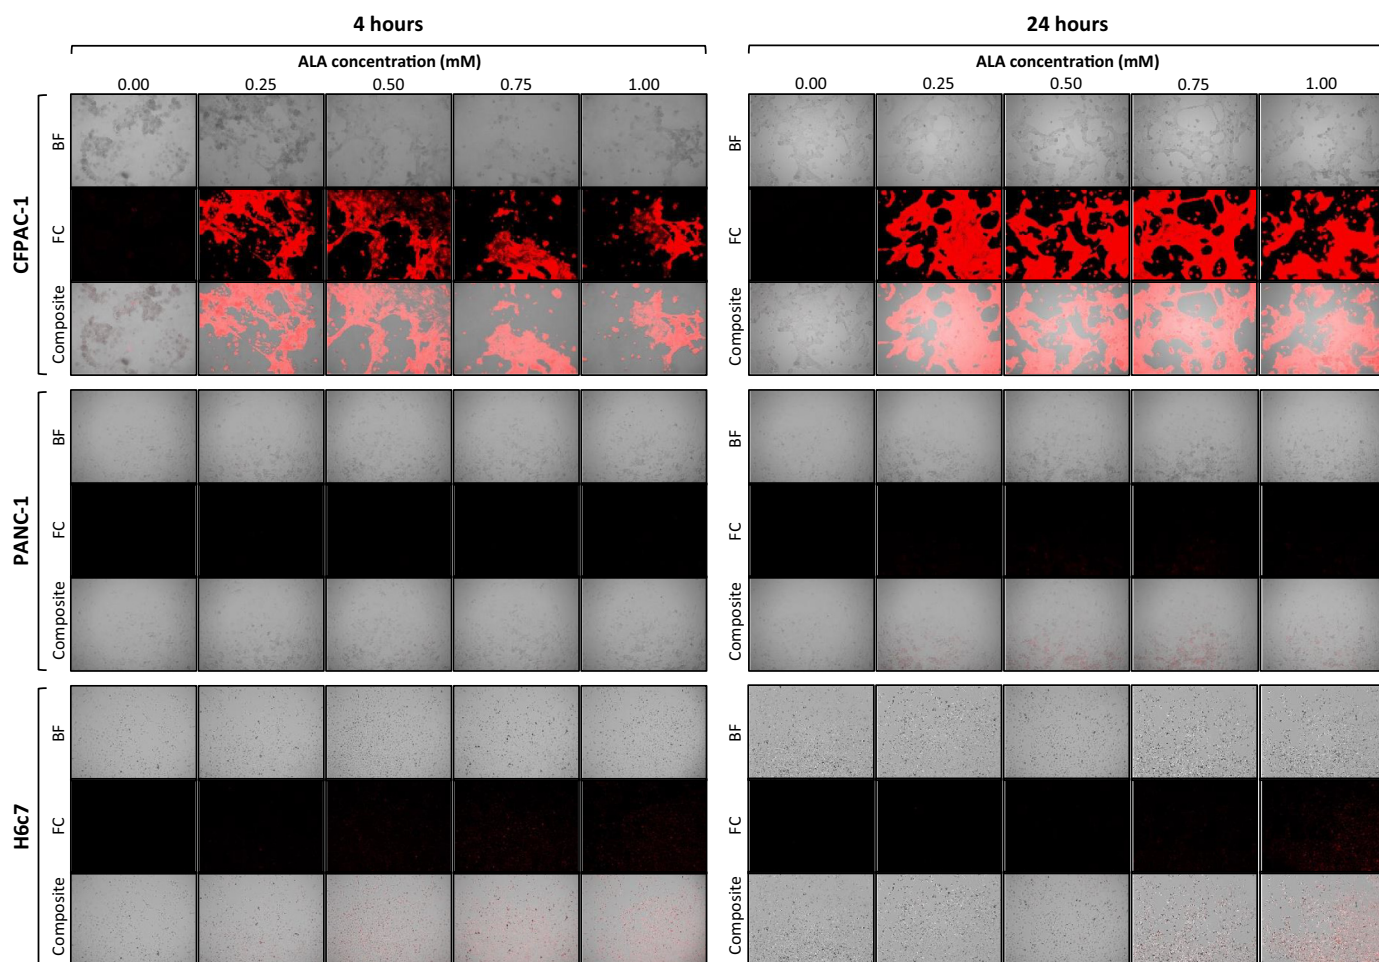 4 hours
24 hours
ALA concentration (mM)
ALA concentration (mM)
0.00 0.25 0.50 0.75 1.00
0.00 0.25 0.50 0.75 1.00
CFPAC-1
BF
FC
Composite
BF
FC
Composite
PANC-1
BF
FC
Composite
BF
FC
Composite
H6c7
BF
FC
Composite
BF
FC
Composite